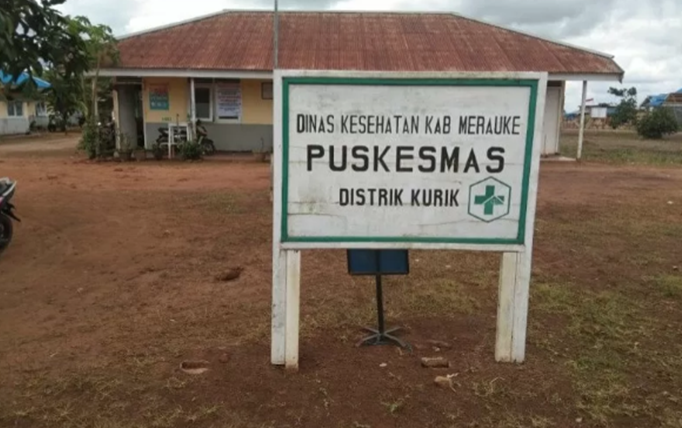 DINAS KESEHATAN KAB MERAUKE
PUSKESMAS
DISTRIK KURIK